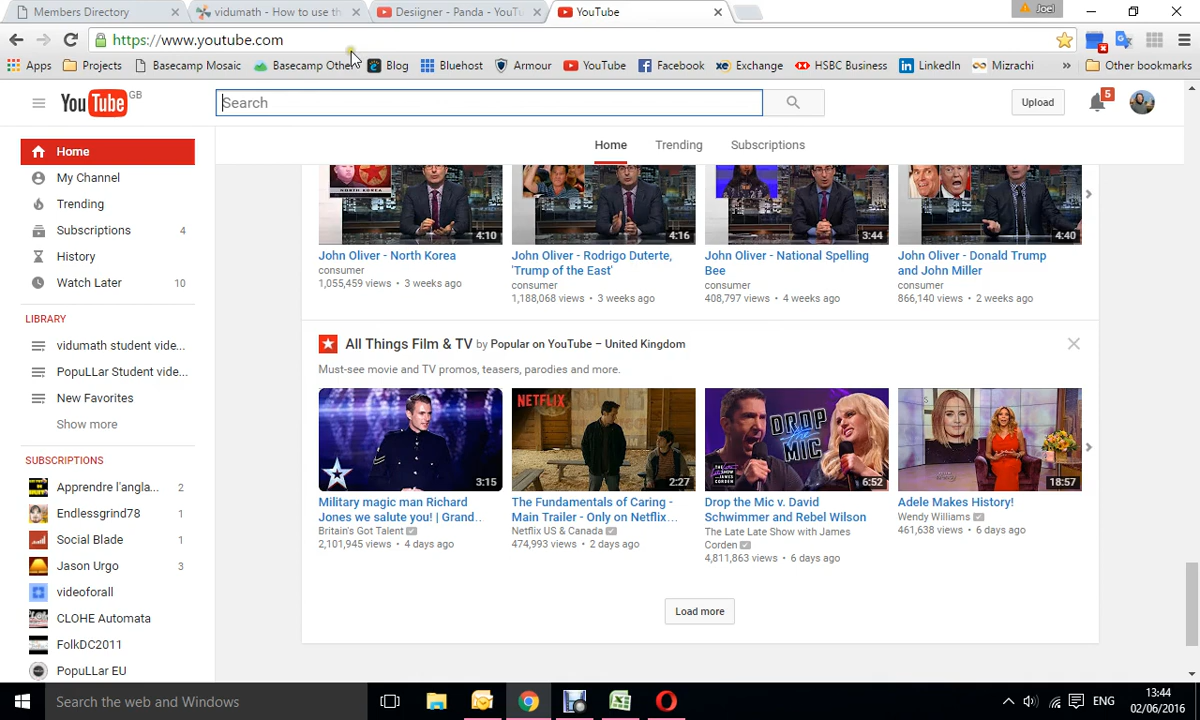 Members Directory
vidumath - How to use th
Desiigner - Panda - YouTu
YouTube
Joel
https://www.youtube.com
Apps
Projects
Basecamp Mosaic
Basecamp Other
Blog
Bluehost
Armour
YouTube
Facebook
Exchange
HSBC Business
LinkedIn
Mizrachi
»
Other bookmarks
YouTube GB
Search
Upload
5
Home
Trending
Subscriptions
Home
My Channel
Trending
Subscriptions 4
History
Watch Later 10
LIBRARY
vidumath student vide...
PopuLLar Student vide...
New Favorites
Show more
SUBSCRIPTIONS
Apprendre l'angla... 2
Endlessgrind78 1
Social Blade 1
Jason Urgo 3
videoforall
CLOHE Automata
FolkDC2011
PopuLLar EU
NORTH KOREA
4:10
John Oliver - North Korea
consumer
1,055,459 views • 3 weeks ago
4:16
John Oliver - Rodrigo Duterte,
'Trump of the East'
consumer
1,188,068 views • 3 weeks ago
3:44
John Oliver - National Spelling
Bee
consumer
408,797 views • 4 weeks ago
4:40
John Oliver - Donald Trump
and John Miller
consumer
866,140 views • 2 weeks ago
All Things Film & TV by Popular on YouTube – United Kingdom
Must-see movie and TV promos, teasers, parodies and more.
3:15
Military magic man Richard
Jones we salute you! | Grand..
Britain's Got Talent
2,101,945 views • 4 days ago
NETFLIX
2:27
The Fundamentals of Caring -
Main Trailer - Only on Netflix...
Netflix US & Canada
474,993 views • 2 days ago
DROP
THE
MIC
6:52
Drop the Mic v. David
Schwimmer and Rebel Wilson
The Late Late Show with James
Corden
4,811,863 views • 6 days ago
18:57
Adele Makes History!
Wendy Williams
461,638 views • 6 days ago
Load more
Search the web and Windows
ENG
13:44
02/06/2016